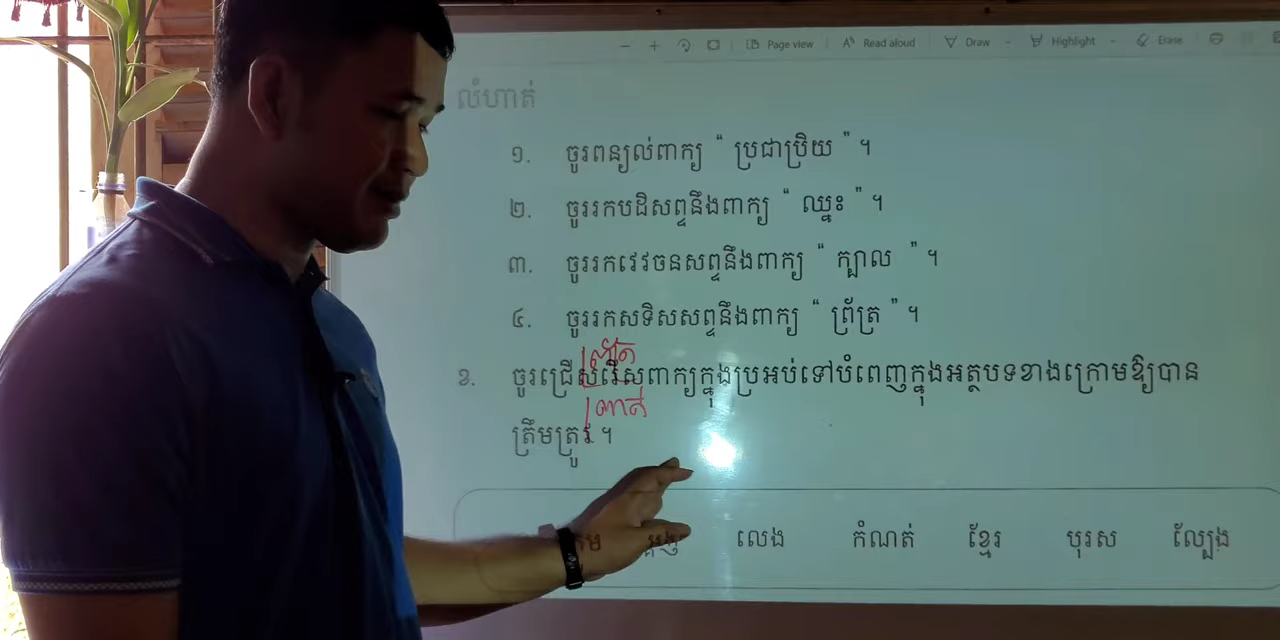 Page view Read aloud Draw Highlight Erase
លំហាត់
១. ចូរពន្យល់ពាក្យ “ ប្រជាប្រិយ ” ។
២. ចូររកបដិសព្ទនឹងពាក្យ “ ឈ្នះ ” ។
៣. ចូររកវេវចនសព្ទនឹងពាក្យ “ ក្បាល ” ។
៤. ចូររកសទិសសព្ទនឹងពាក្យ “ ព្រ័ត្រ ” ។
ខ. ចូរជ្រើសរើសពាក្យក្នុងប្រអប់ទៅបំពេញក្នុងអត្ថបទខាងក្រោមឱ្យបាន
ត្រឹមត្រូវ ។
លេង កំណត់ ខ្មែរ បុរស ល្បែង